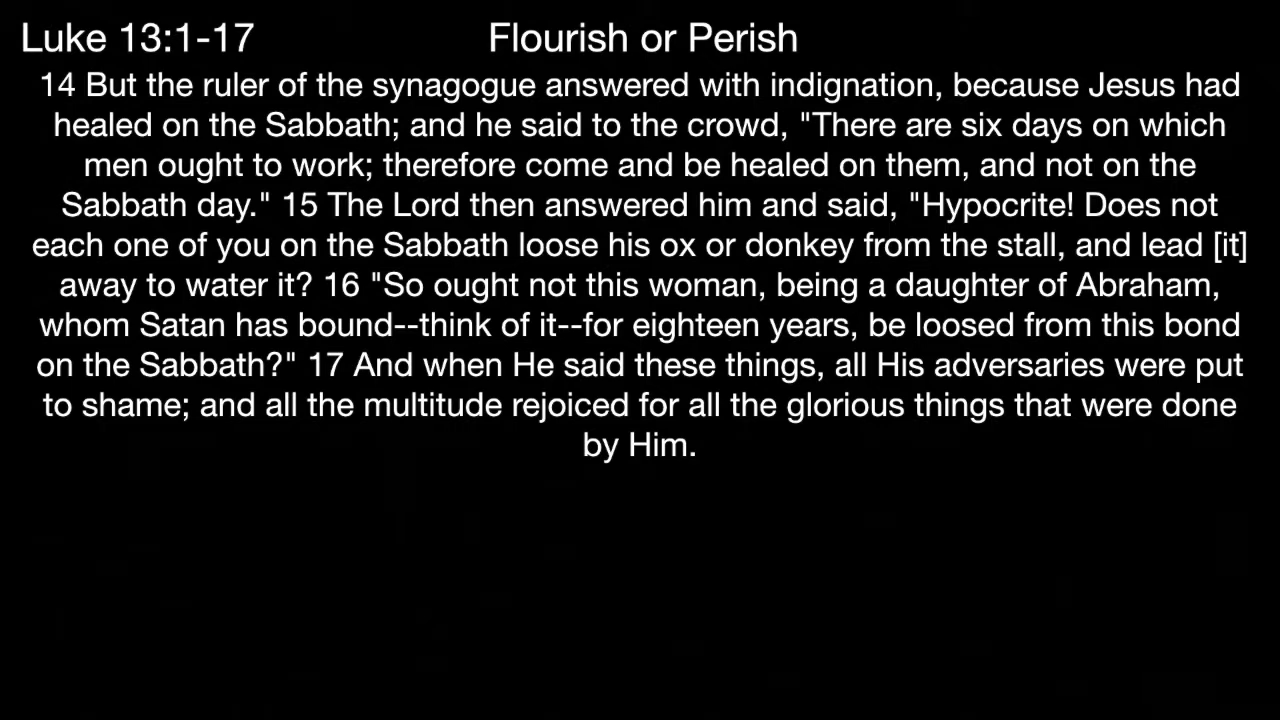 Luke 13:1-17 Flourish or Perish
14 But the ruler of the synagogue answered with indignation, because Jesus had
healed on the Sabbath; and he said to the crowd, "There are six days on which
men ought to work; therefore come and be healed on them, and not on the
Sabbath day." 15 The Lord then answered him and said, "Hypocrite! Does not
each one of you on the Sabbath loose his ox or donkey from the stall, and lead [it]
away to water it? 16 "So ought not this woman, being a daughter of Abraham,
whom Satan has bound--think of it--for eighteen years, be loosed from this bond
on the Sabbath?" 17 And when He said these things, all His adversaries were put
to shame; and all the multitude rejoiced for all the glorious things that were done
by Him.